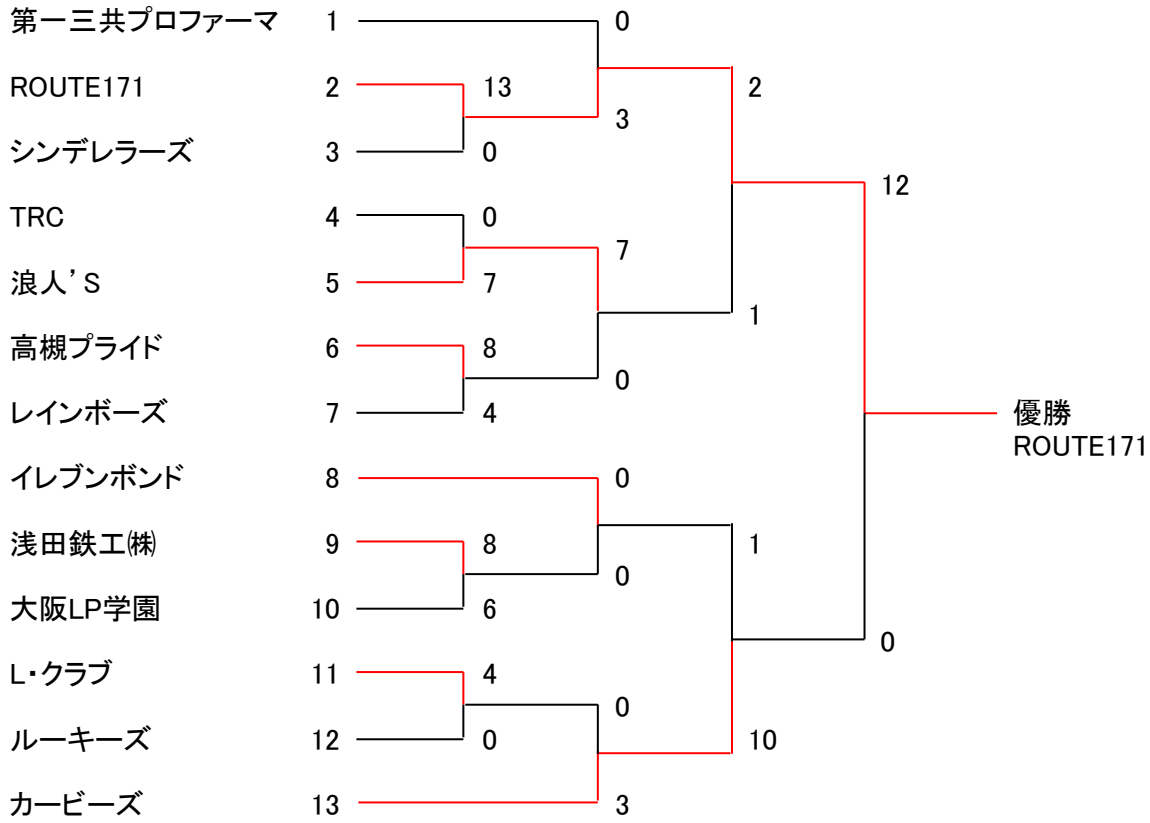 第一三共プロファーマ 1 0
ROUTE171 2 13 2
3
シンデレラーズ 3 0
12
TRC 4 0
7
浪人’S 5 7
1
高槻プライド 6 8
0
レインボーズ 7 4
優勝
ROUTE171
イレブンボンド 8 0
浅田鉄工㈱ 9 8 1
0
大阪LP学園 10 6
0
L・クラブ 11 4
0
ルーキーズ 12 0 10
カービーズ 13 3